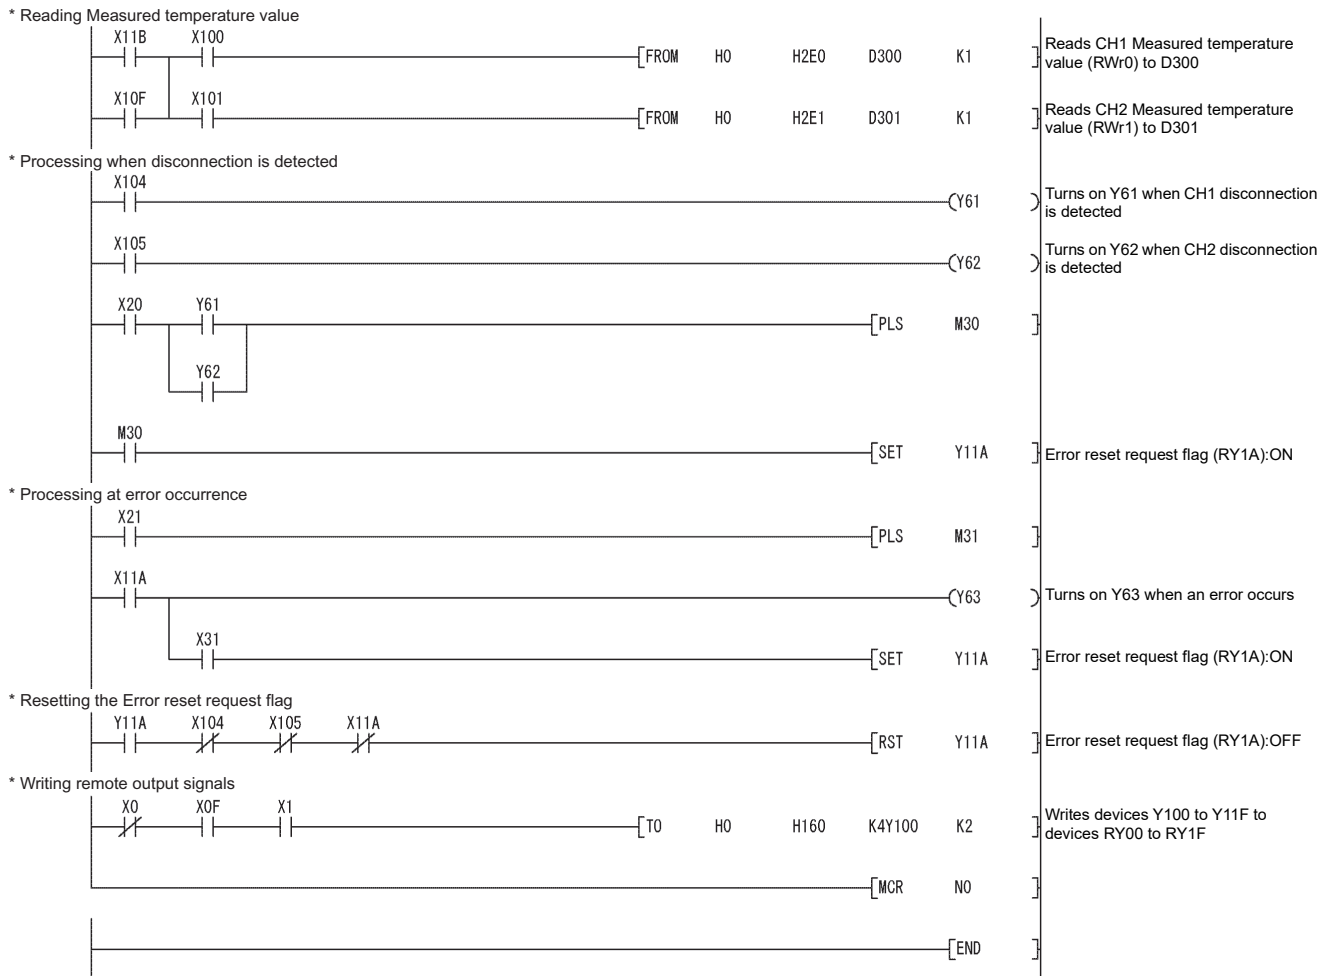 * Reading Measured temperature value
X11B X100
[FROM H0 H2E0 D300 K1 ] Reads CH1 Measured temperature
value (RWr0) to D300
X10F X101
[FROM H0 H2E1 D301 K1 ] Reads CH2 Measured temperature
value (RWr1) to D301
* Processing when disconnection is detected
X104
(Y61 ) Turns on Y61 when CH1 disconnection
is detected
X105
(Y62 ) Turns on Y62 when CH2 disconnection
is detected
X20 Y61
[PLS M30 ]
Y62
M30
[SET Y11A ] Error reset request flag (RY1A):ON
* Processing at error occurrence
X21
[PLS M31 ]
X11A
(Y63 ) Turns on Y63 when an error occurs
X31
[SET Y11A ] Error reset request flag (RY1A):ON
* Resetting the Error reset request flag
Y11A X104 X105 X11A
[RST Y11A ] Error reset request flag (RY1A):OFF
* Writing remote output signals
X0 X0F X1
[TO H0 H160 K4Y100 K2 ] Writes devices Y100 to Y11F to
devices RY00 to RY1F
[MCR N0 ]
[END ]